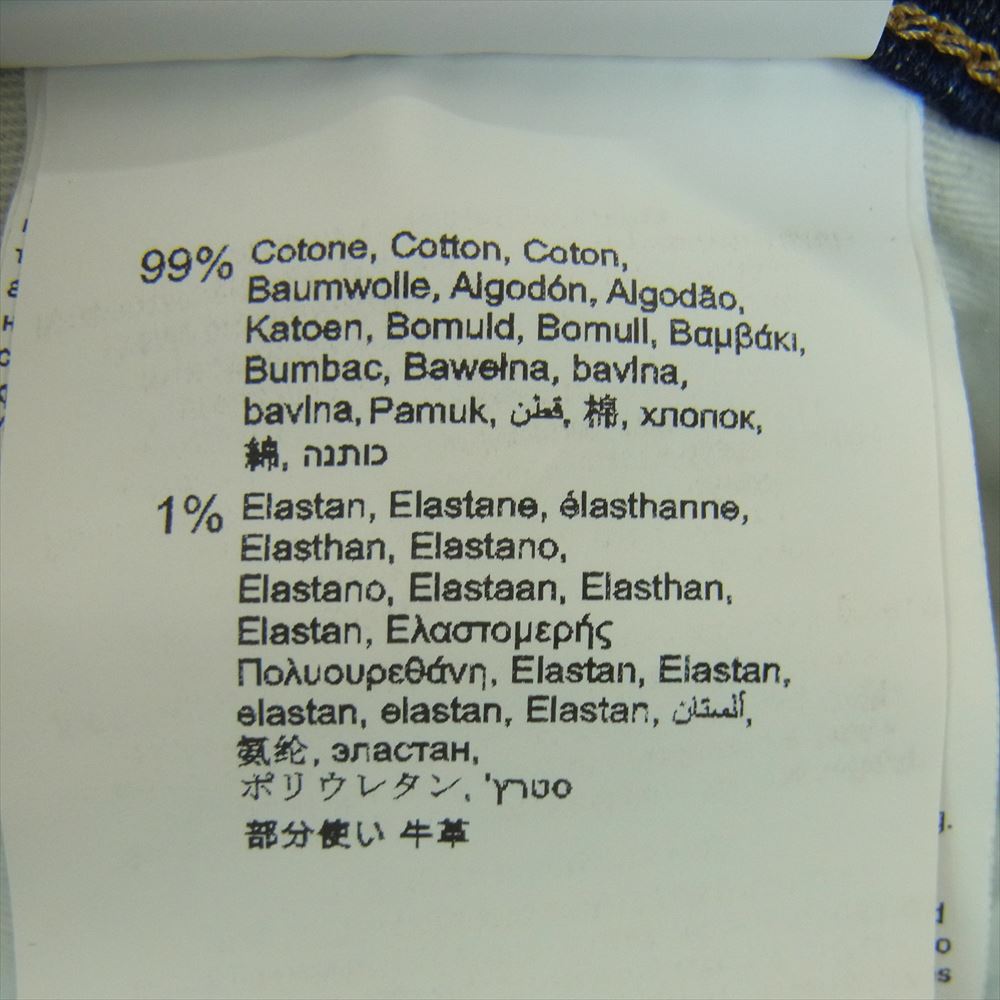 99% Cotone, Cotton, Coton,
Baumwolle, Algodón, Algodão,
Katoen, Bomuld, Bomull, Βαμβάκι,
Bumbac, Bawełna, bavlna,
bavlna, Pamuk, قطن, 棉, хлопок,
綿, כותנה
1% Elastan, Elastane, élasthanne,
Elasthan, Elastano,
Elastano, Elastaan, Elasthan,
Elastan, Ελαστομερής
Πολυουρεθάνη, Elastan, Elastan,
elastan, elastan, Elastan, ألستان,
氨纶, эластан,
ポリウレタン, סטרץ'
部分使い 牛革